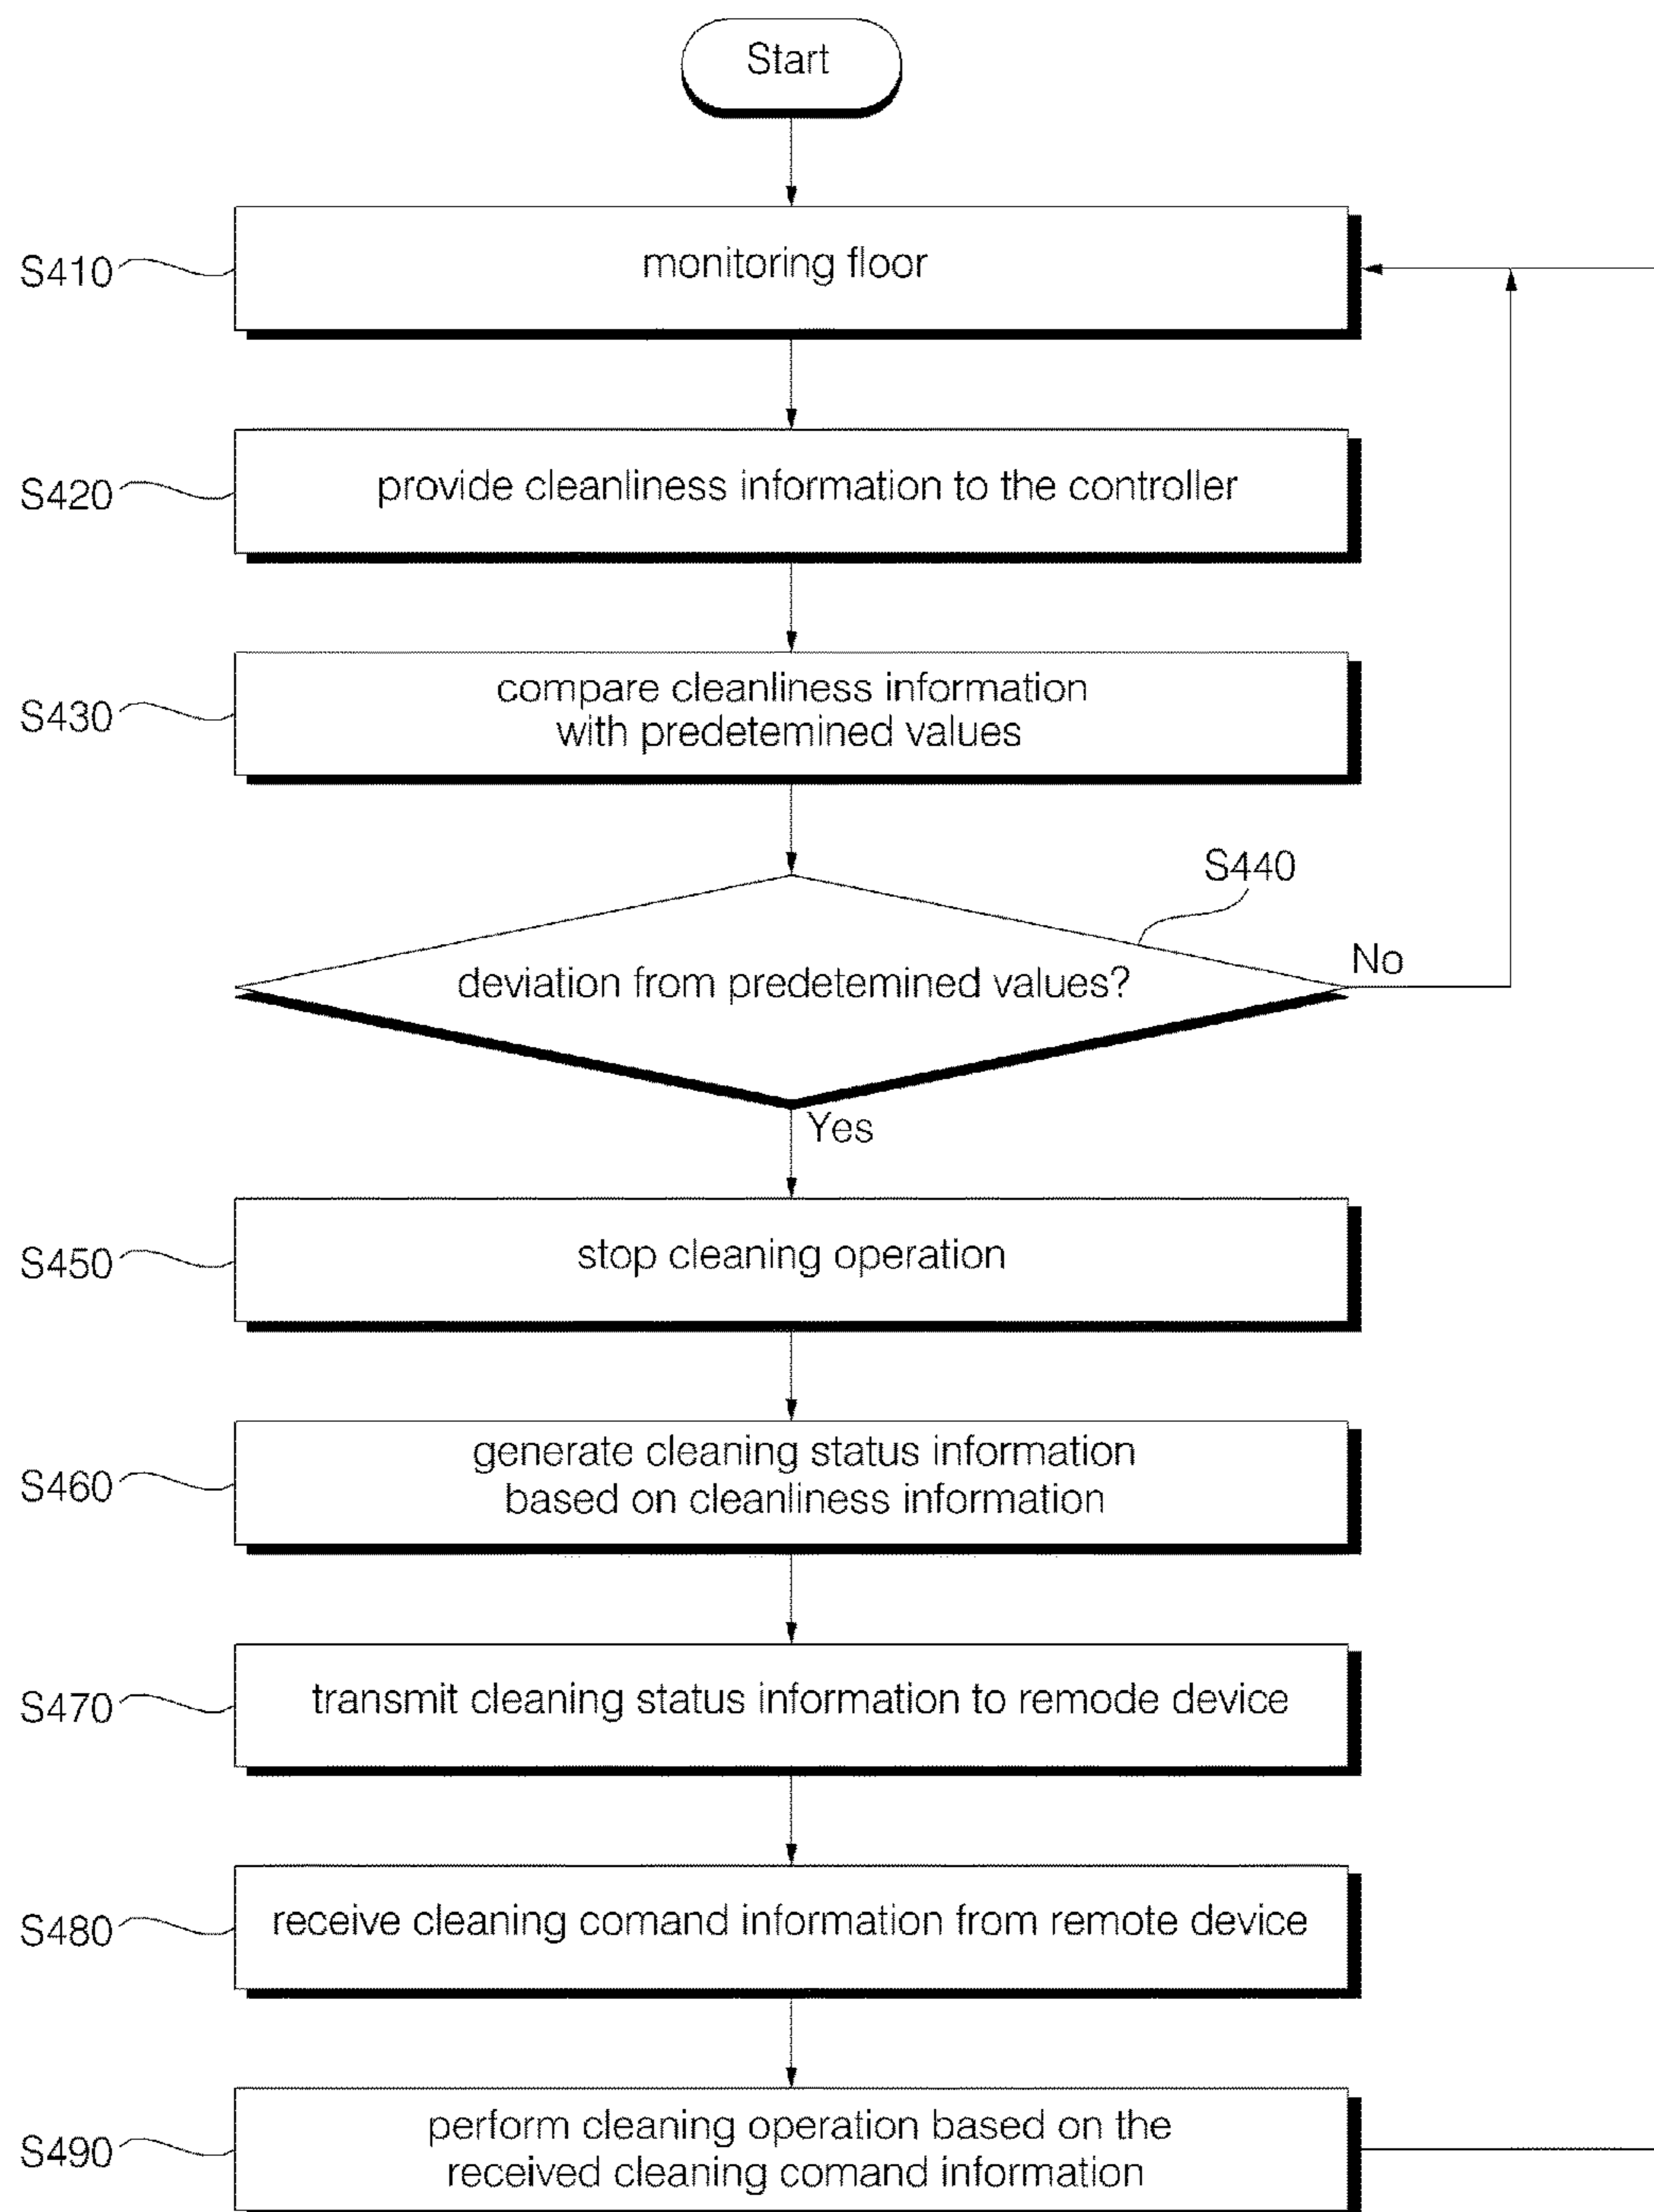 Start
S410
monitoring floor
S420
provide cleanliness information to the controller
S430
compare cleanliness information
with predetemined values
S440
deviation from predetemined values?
No
Yes
S450
stop cleaning operation
S460
generate cleaning status information
based on cleanliness information
S470
transmit cleaning status information to remode device
S480
receive cleaning comand information from remote device
S490
perform cleaning operation based on the
received cleaning comand information